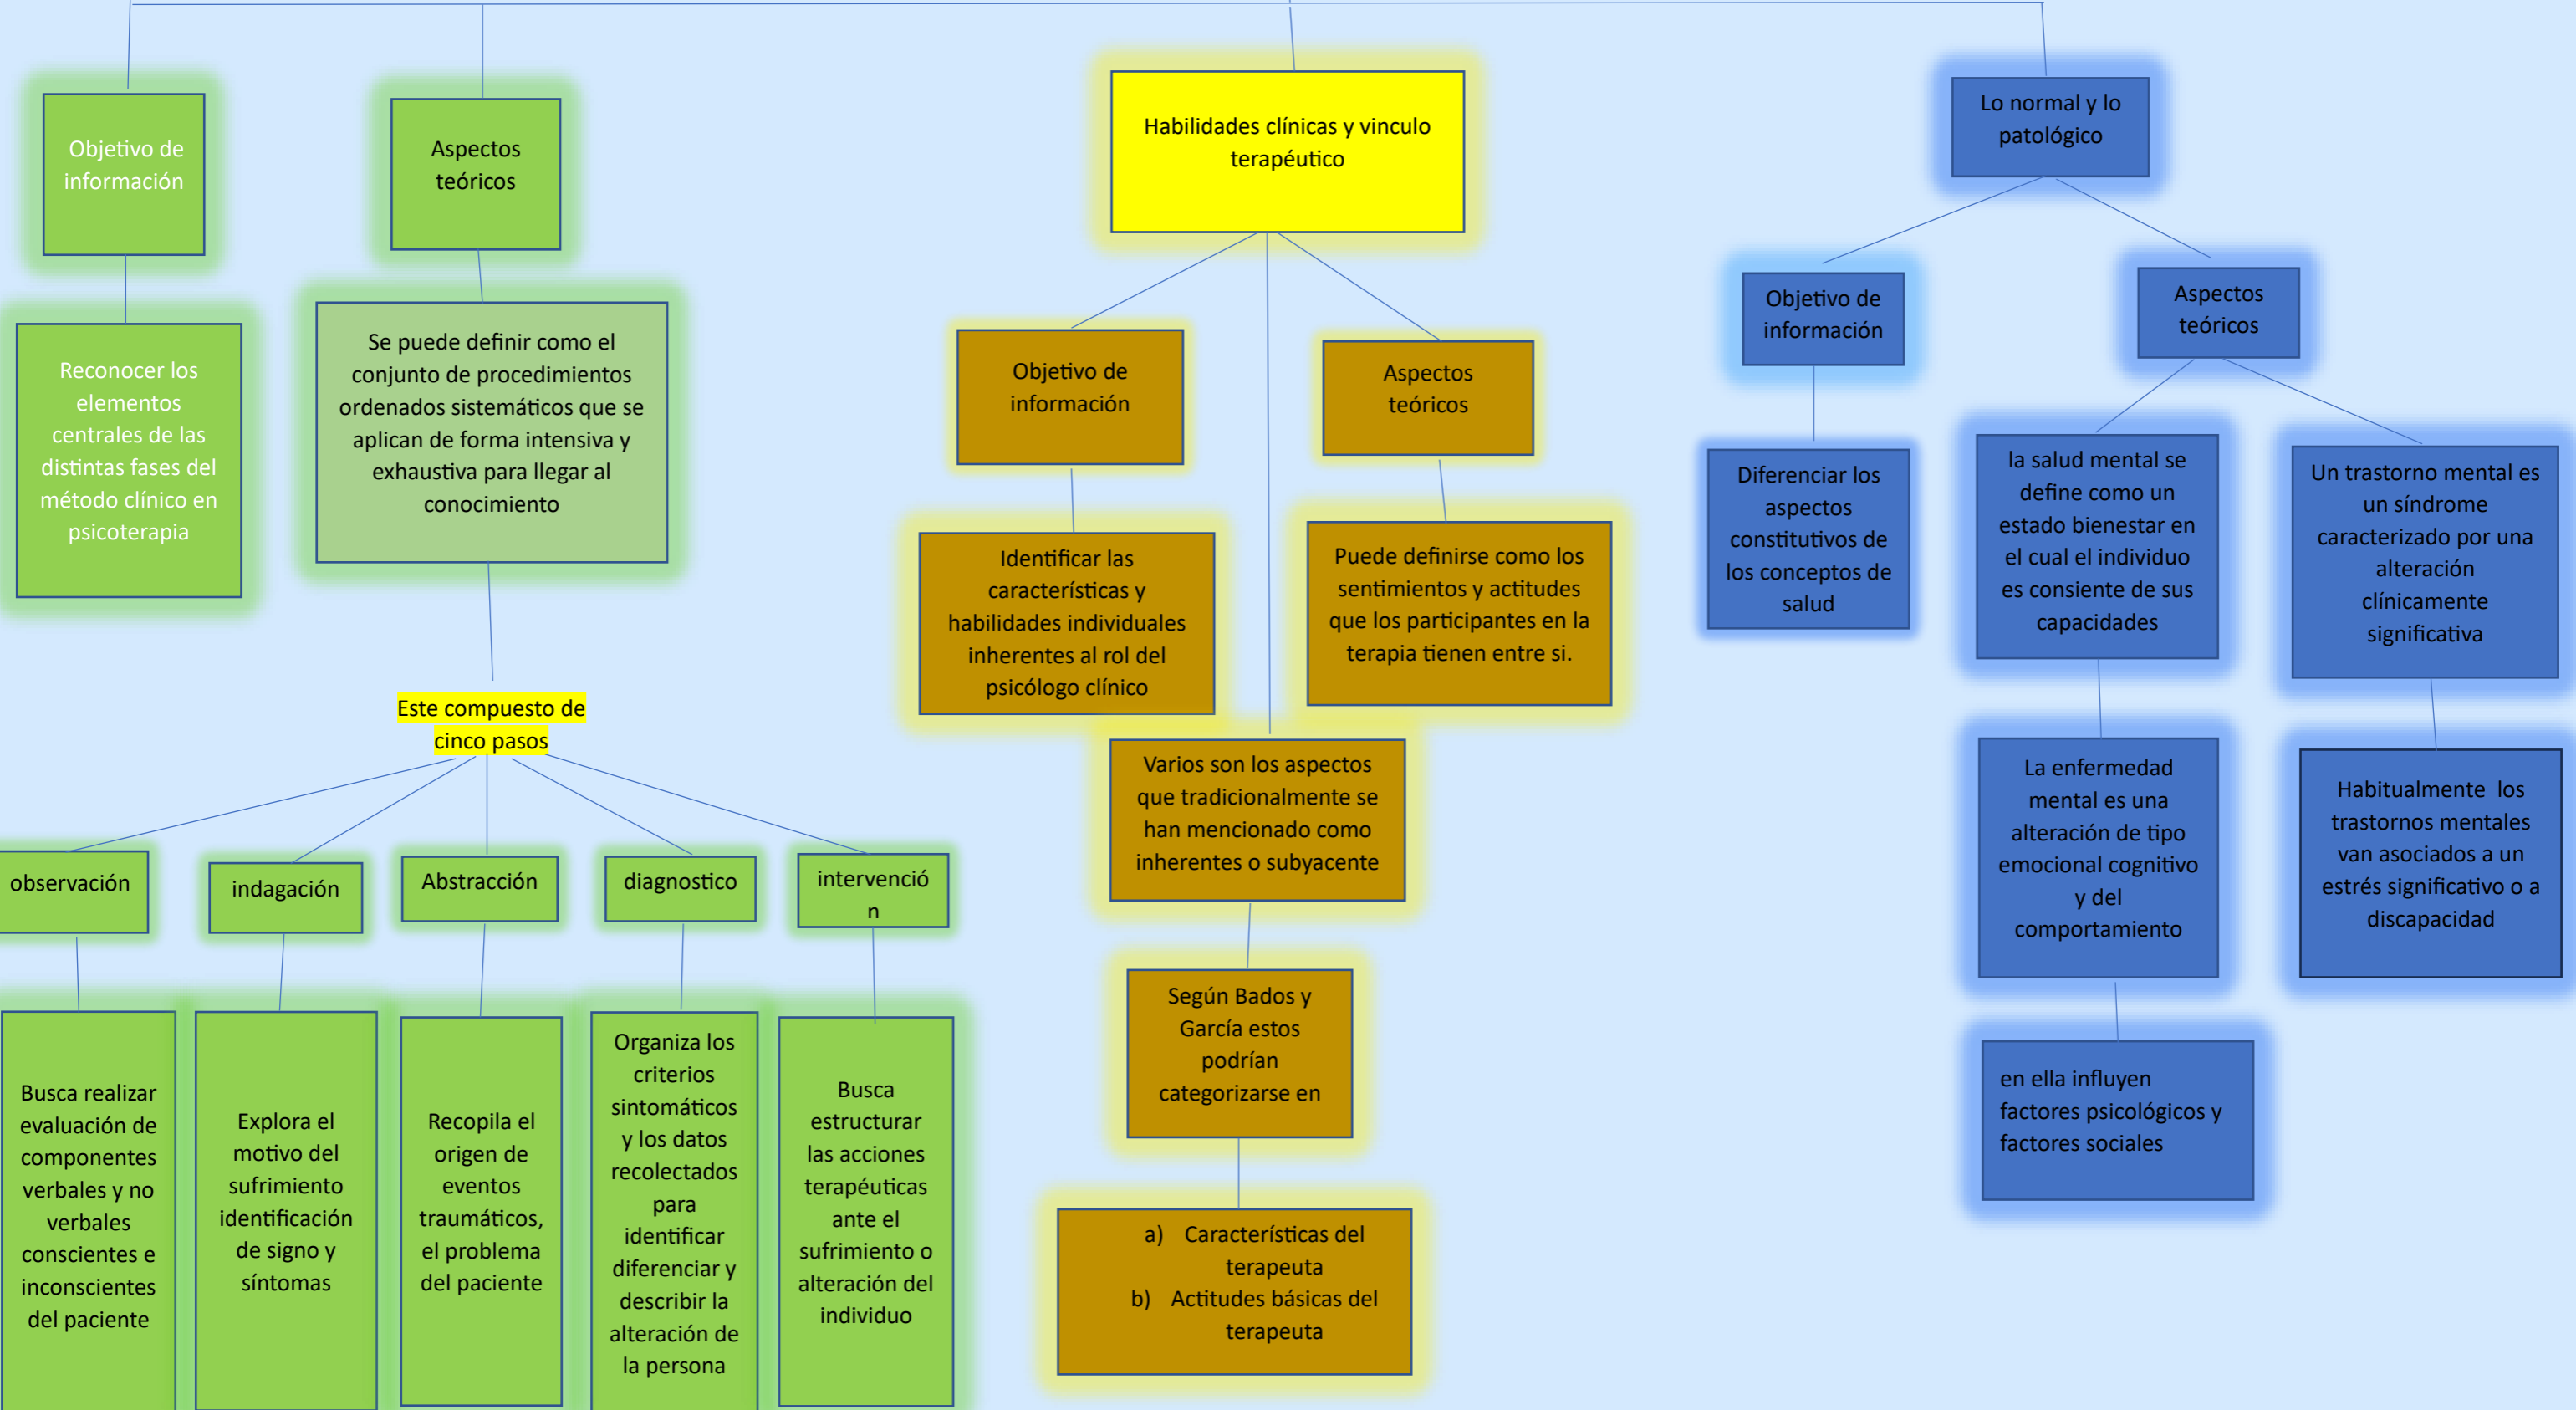 Objetivo de
información
Reconocer los
elementos
centrales de las
distintas fases del
método clínico en
psicoterapia
Aspectos
teóricos
Se puede definir como el
conjunto de procedimientos
ordenados sistemáticos que se
aplican de forma intensiva y
exhaustiva para llegar al
conocimiento
Este compuesto de
cinco pasos
observación
Busca realizar
evaluación de
componentes
verbales y no
verbales
conscientes e
inconscientes
del paciente
indagación
Explora el
motivo del
sufrimiento
identificación
de signo y
síntomas
Abstracción
Recopila el
origen de
eventos
traumáticos,
el problema
del paciente
diagnostico
Organiza los
criterios
sintomáticos
y los datos
recolectados
para
identificar
diferenciar y
describir la
alteración de
la persona
intervenció
n
Busca
estructurar
las acciones
terapéuticas
ante el
sufrimiento o
alteración del
individuo
Habilidades clínicas y vinculo
terapéutico
Objetivo de
información
Identificar las
características y
habilidades individuales
inherentes al rol del
psicólogo clínico
Aspectos
teóricos
Puede definirse como los
sentimientos y actitudes
que los participantes en la
terapia tienen entre si.
Varios son los aspectos
que tradicionalmente se
han mencionado como
inherentes o subyacente
Según Bados y
García estos
podrían
categorizarse en
a) Características del
terapeuta
b) Actitudes básicas del
terapeuta
Lo normal y lo
patológico
Objetivo de
información
Diferenciar los
aspectos
constitutivos de
los conceptos de
salud
Aspectos
teóricos
la salud mental se
define como un
estado bienestar en
el cual el individuo
es consiente de sus
capacidades
La enfermedad
mental es una
alteración de tipo
emocional cognitivo
y del
comportamiento
en ella influyen
factores psicológicos y
factores sociales
Un trastorno mental es
un síndrome
caracterizado por una
alteración
clínicamente
significativa
Habitualmente los
trastornos mentales
van asociados a un
estrés significativo o a
discapacidad